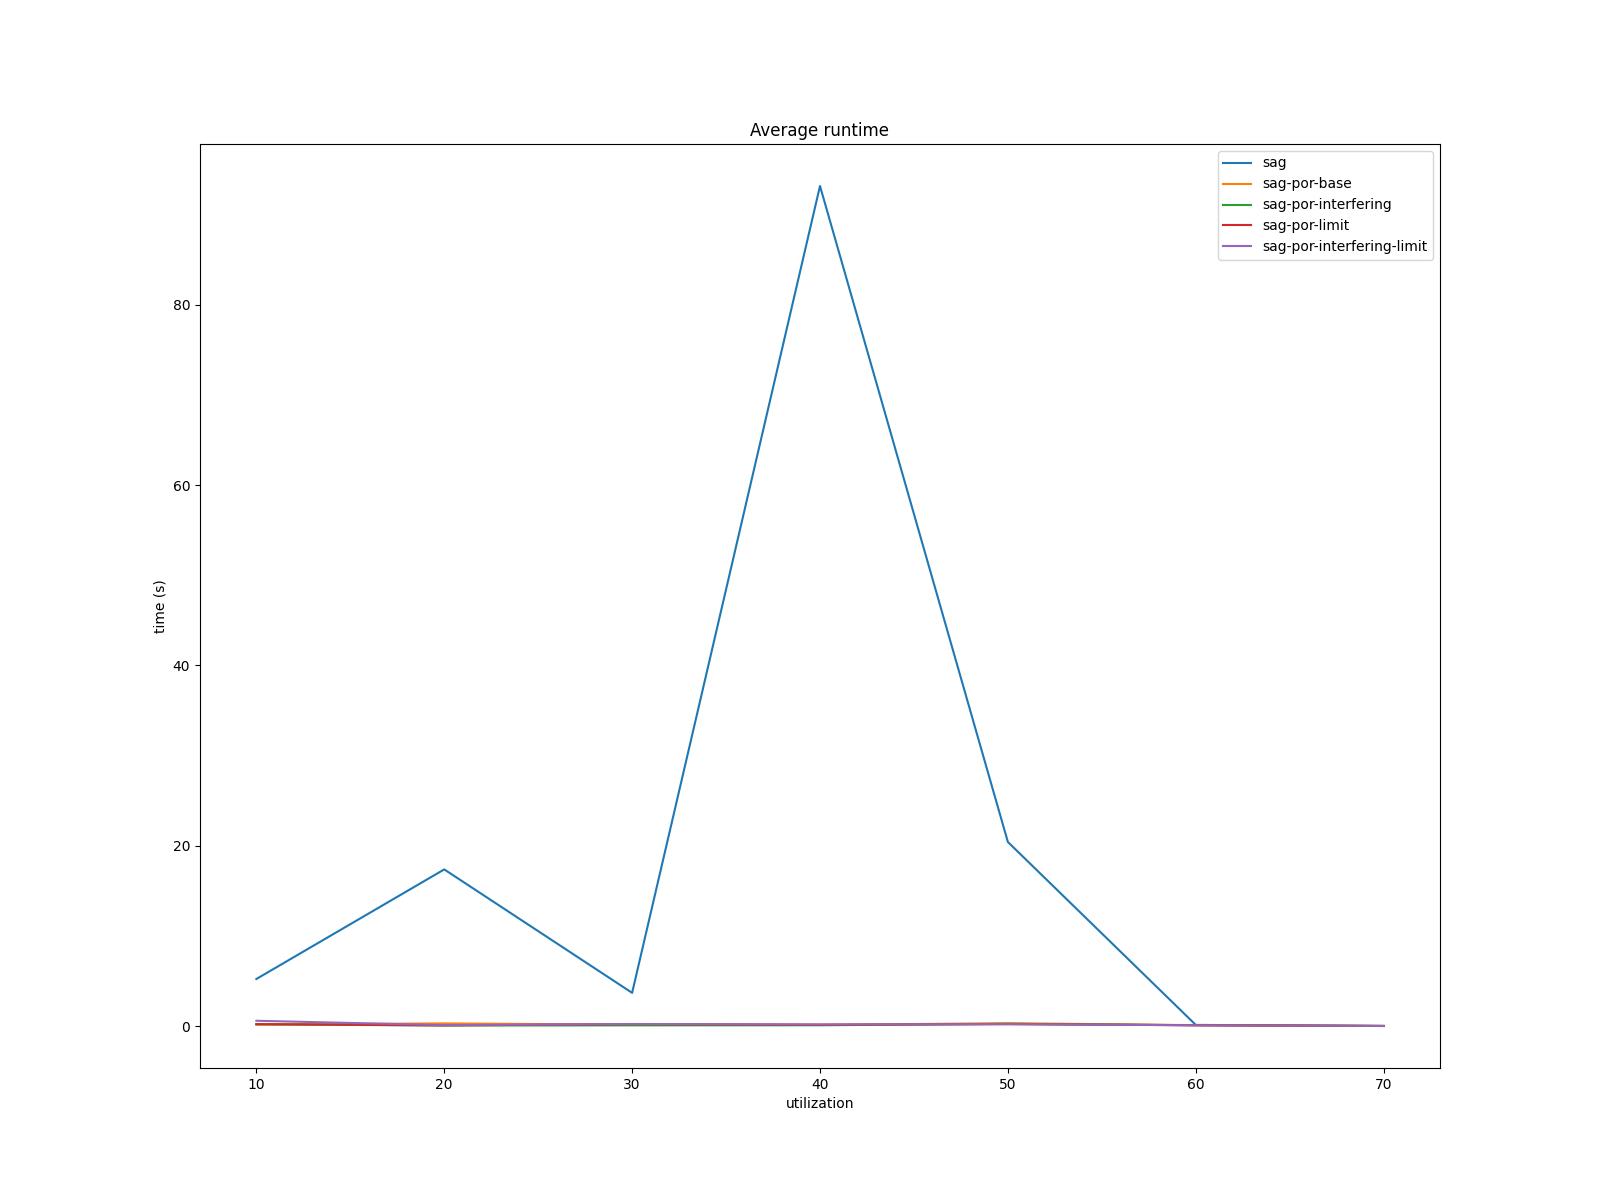 Average runtime
sag
sag-por-base
sag-por-interfering
sag-por-limit
sag-por-interfering-limit
80
60
40
20
0
time (s)
10 20 30 40 50 60 70
utilization